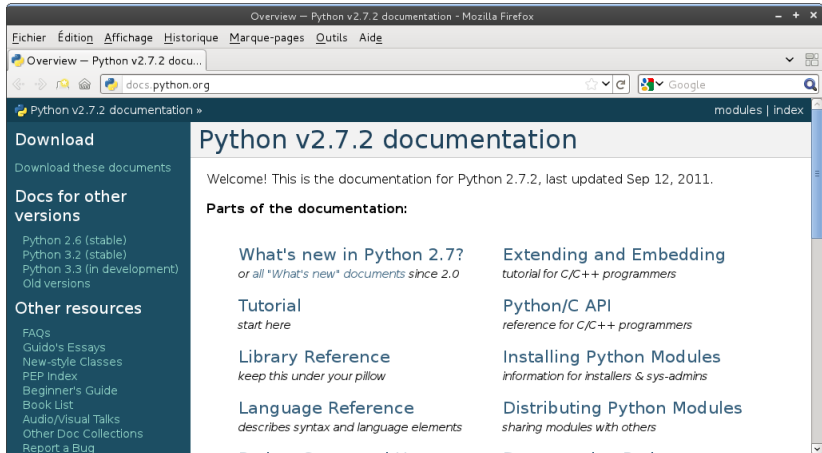 Overview — Python v2.7.2 documentation - Mozilla Firefox
Fichier Édition Affichage Historique Marque-pages Outils Aide
Overview — Python v2.7.2 docu...
docs.python.org
Google
Python v2.7.2 documentation »
modules | index
Download
Download these documents
Docs for other
versions
Python 2.6 (stable)
Python 3.2 (stable)
Python 3.3 (in development)
Old versions
Other resources
FAQs
Guido's Essays
New-style Classes
PEP Index
Beginner's Guide
Book List
Audio/Visual Talks
Other Doc Collections
Report a Bug
Python v2.7.2 documentation
Welcome! This is the documentation for Python 2.7.2, last updated Sep 12, 2011.
Parts of the documentation:
What's new in Python 2.7?
or all "What's new" documents since 2.0
Tutorial
start here
Library Reference
keep this under your pillow
Language Reference
describes syntax and language elements
Extending and Embedding
tutorial for C/C++ programmers
Python/C API
reference for C/C++ programmers
Installing Python Modules
information for installers & sys-admins
Distributing Python Modules
sharing modules with others